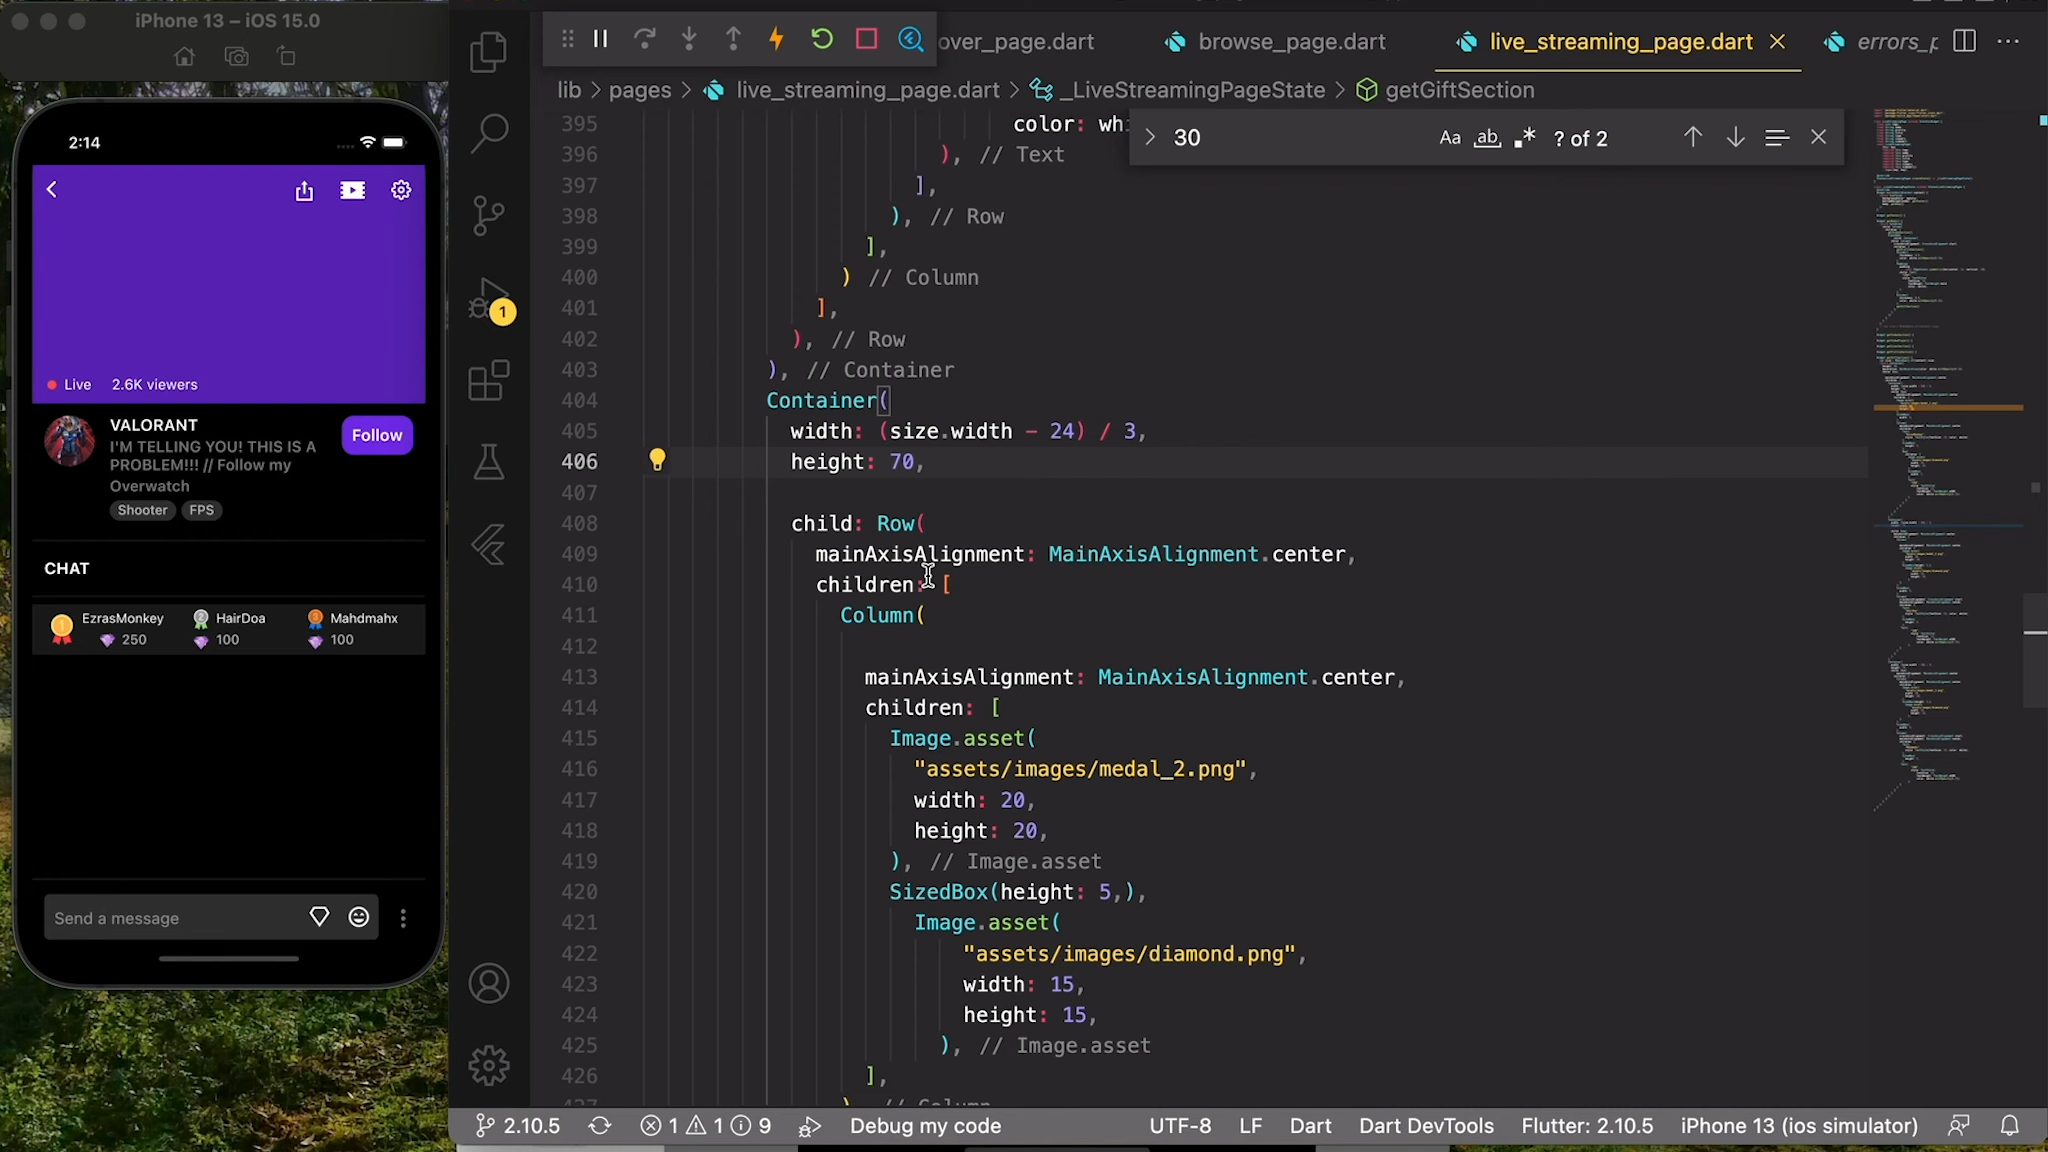 iPhone 13 – iOS 15.0
2:14
Live 2.6K viewers
VALORANT
I'M TELLING YOU! THIS IS A
PROBLEM!!! // Follow my
Overwatch
Follow
Shooter FPS
CHAT
EzrasMonkey
250
HairDoa
100
Mahdmahx
100
Send a message
over_page.dart
browse_page.dart
live_streaming_page.dart
errors_p
lib > pages > live_streaming_page.dart > _LiveStreamingPageState > getGiftSection
30
Aa ab ? of 2
1
395 color: whi
396 ), // Text
397 ],
398 ), // Row
399 ],
400 ) // Column
401 ],
402 ), // Row
403 ), // Container
404 Container(
405 width: (size.width - 24) / 3,
406 height: 70,
407
408 child: Row(
409 mainAxisAlignment: MainAxisAlignment.center,
410 children: [
411 Column(
412
413 mainAxisAlignment: MainAxisAlignment.center,
414 children: [
415 Image.asset(
416 "assets/images/medal_2.png",
417 width: 20,
418 height: 20,
419 ), // Image.asset
420 SizedBox(height: 5,),
421 Image.asset(
422 "assets/images/diamond.png",
423 width: 15,
424 height: 15,
425 ), // Image.asset
426 ],
427 ) // Column
2.10.5 1 1 9 Debug my code UTF-8 LF Dart Dart DevTools Flutter: 2.10.5 iPhone 13 (ios simulator)